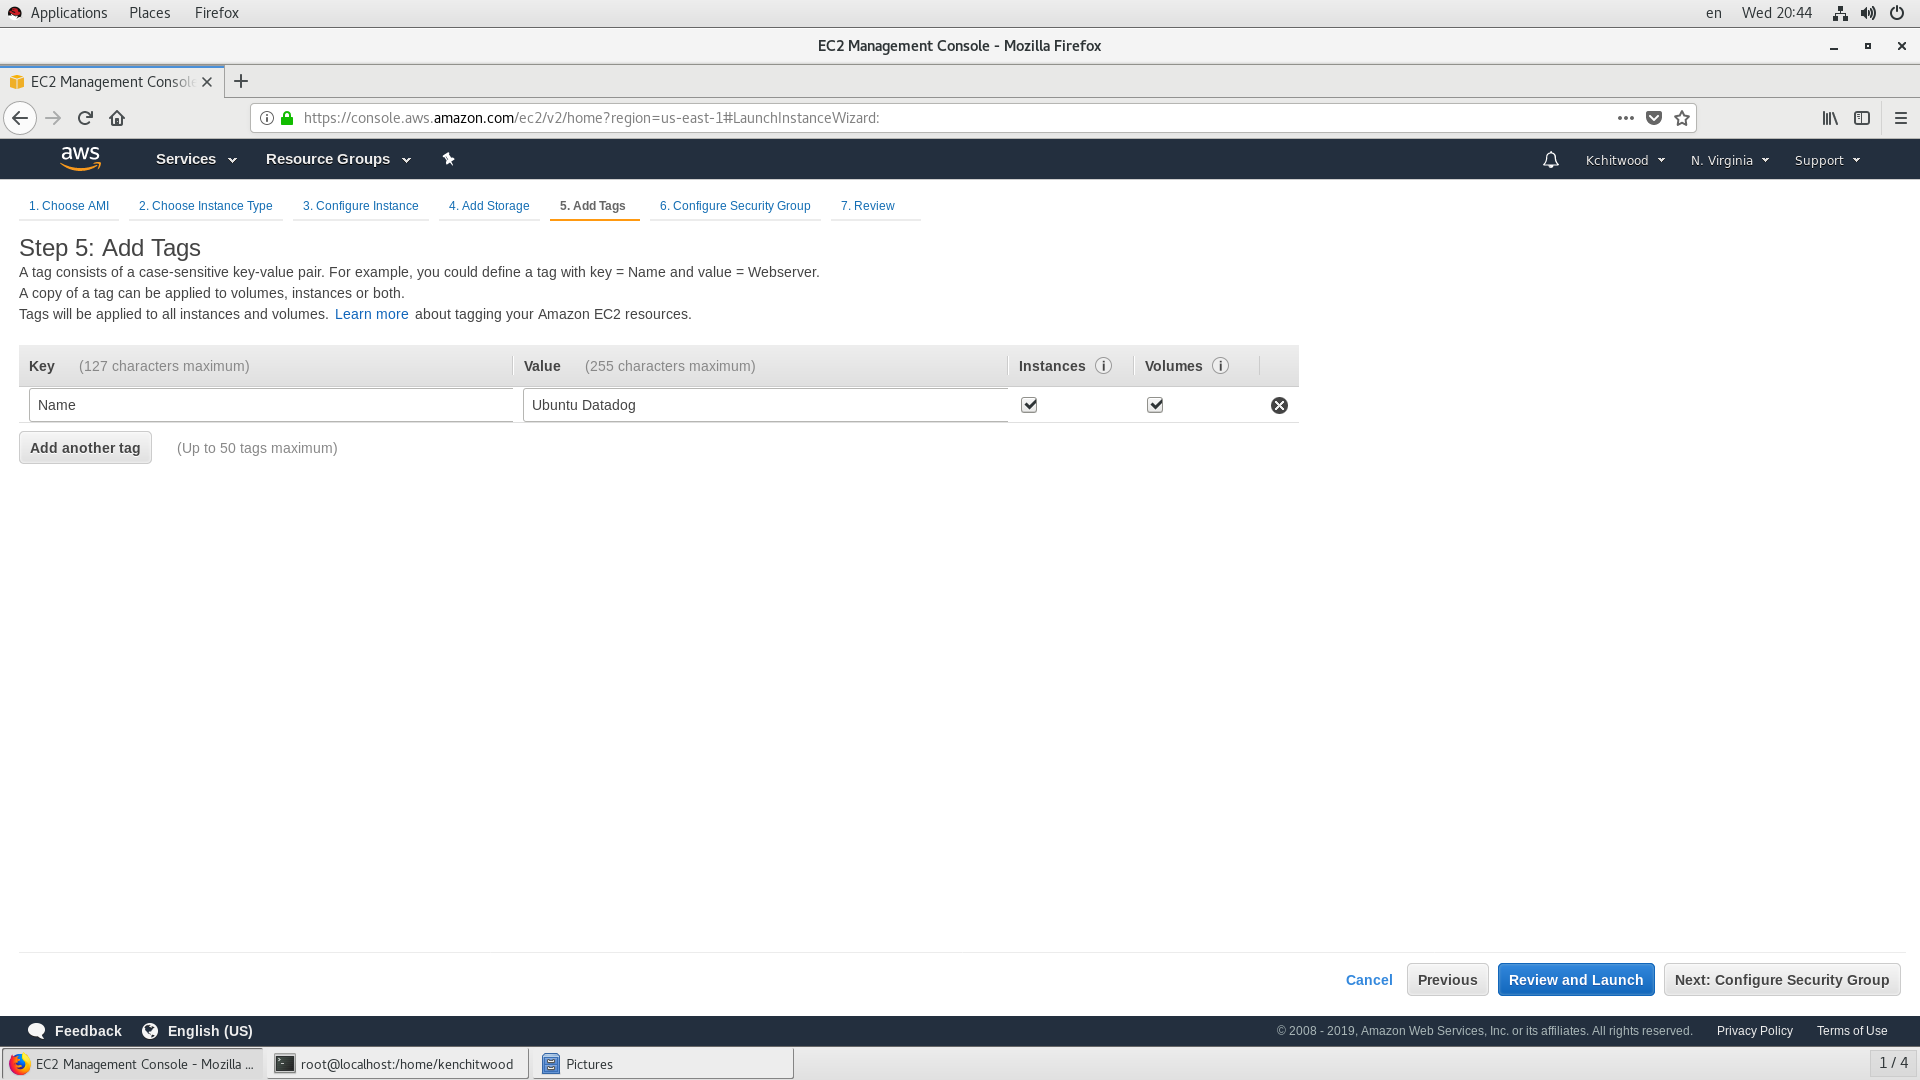 Applications Places Firefox en Wed 20:44
EC2 Management Console - Mozilla Firefox
EC2 Management Console
https://console.aws.amazon.com/ec2/v2/home?region=us-east-1#LaunchInstanceWizard:
aws Services Resource Groups Kchitwood N. Virginia Support
1. Choose AMI 2. Choose Instance Type 3. Configure Instance 4. Add Storage 5. Add Tags 6. Configure Security Group 7. Review
Step 5: Add Tags
A tag consists of a case-sensitive key-value pair. For example, you could define a tag with key = Name and value = Webserver.
A copy of a tag can be applied to volumes, instances or both.
Tags will be applied to all instances and volumes. Learn more about tagging your Amazon EC2 resources.
Key (127 characters maximum) Value (255 characters maximum) Instances i Volumes i
Name Ubuntu Datadog
Add another tag (Up to 50 tags maximum)
Cancel Previous Review and Launch Next: Configure Security Group
Feedback English (US) © 2008 - 2019, Amazon Web Services, Inc. or its affiliates. All rights reserved. Privacy Policy Terms of Use
EC2 Management Console - Mozilla ... root@localhost:/home/kenchitwood Pictures 1 / 4